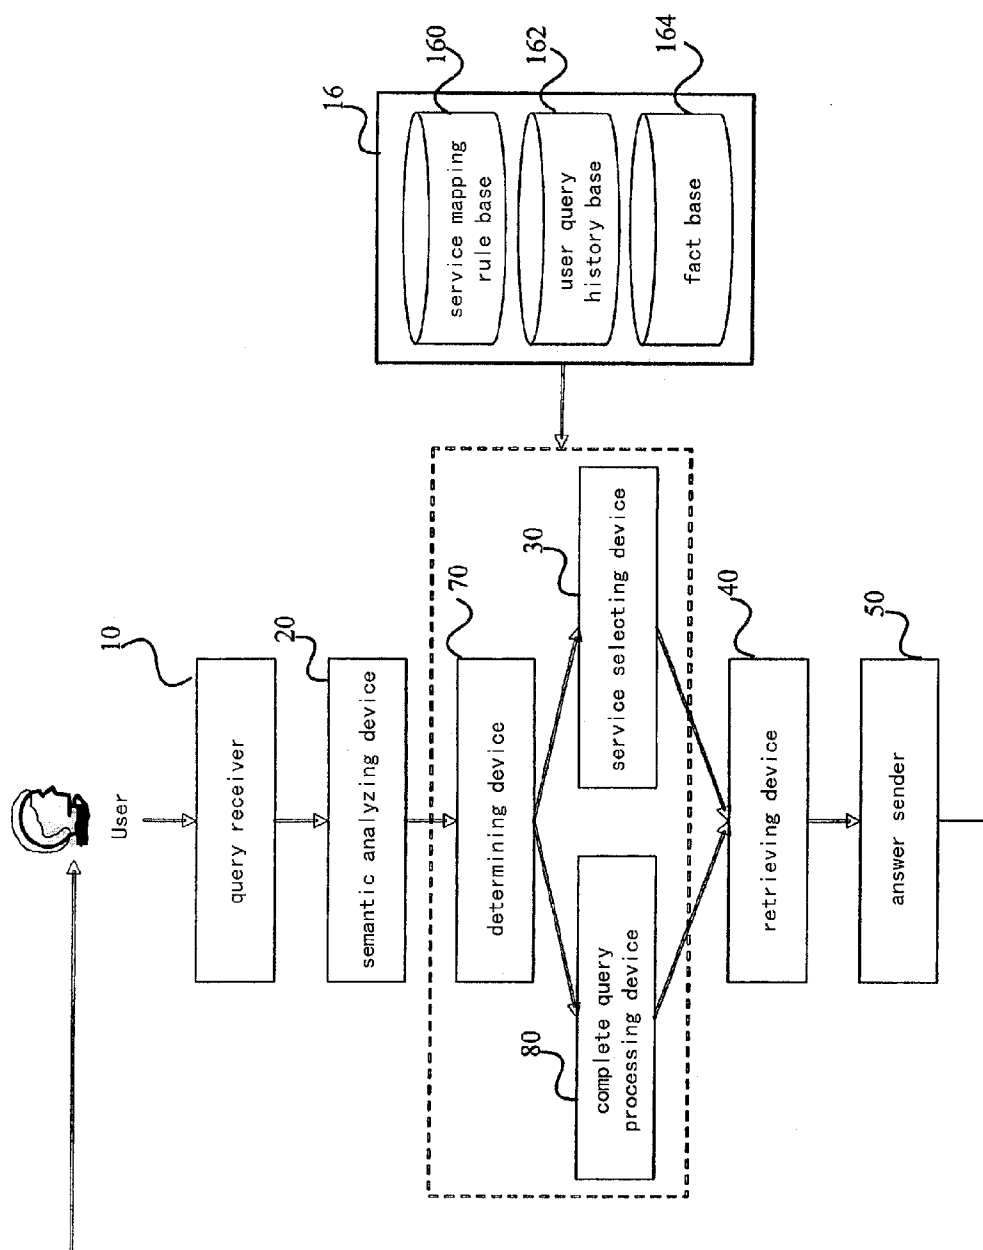 User
10
query receiver
20
semantic analyzing device
70
determining device
80
complete query
processing device
30
service selecting device
40
retrieving device
50
answer sender
16
160
service mapping
rule base
162
user query
history base
164
fact base